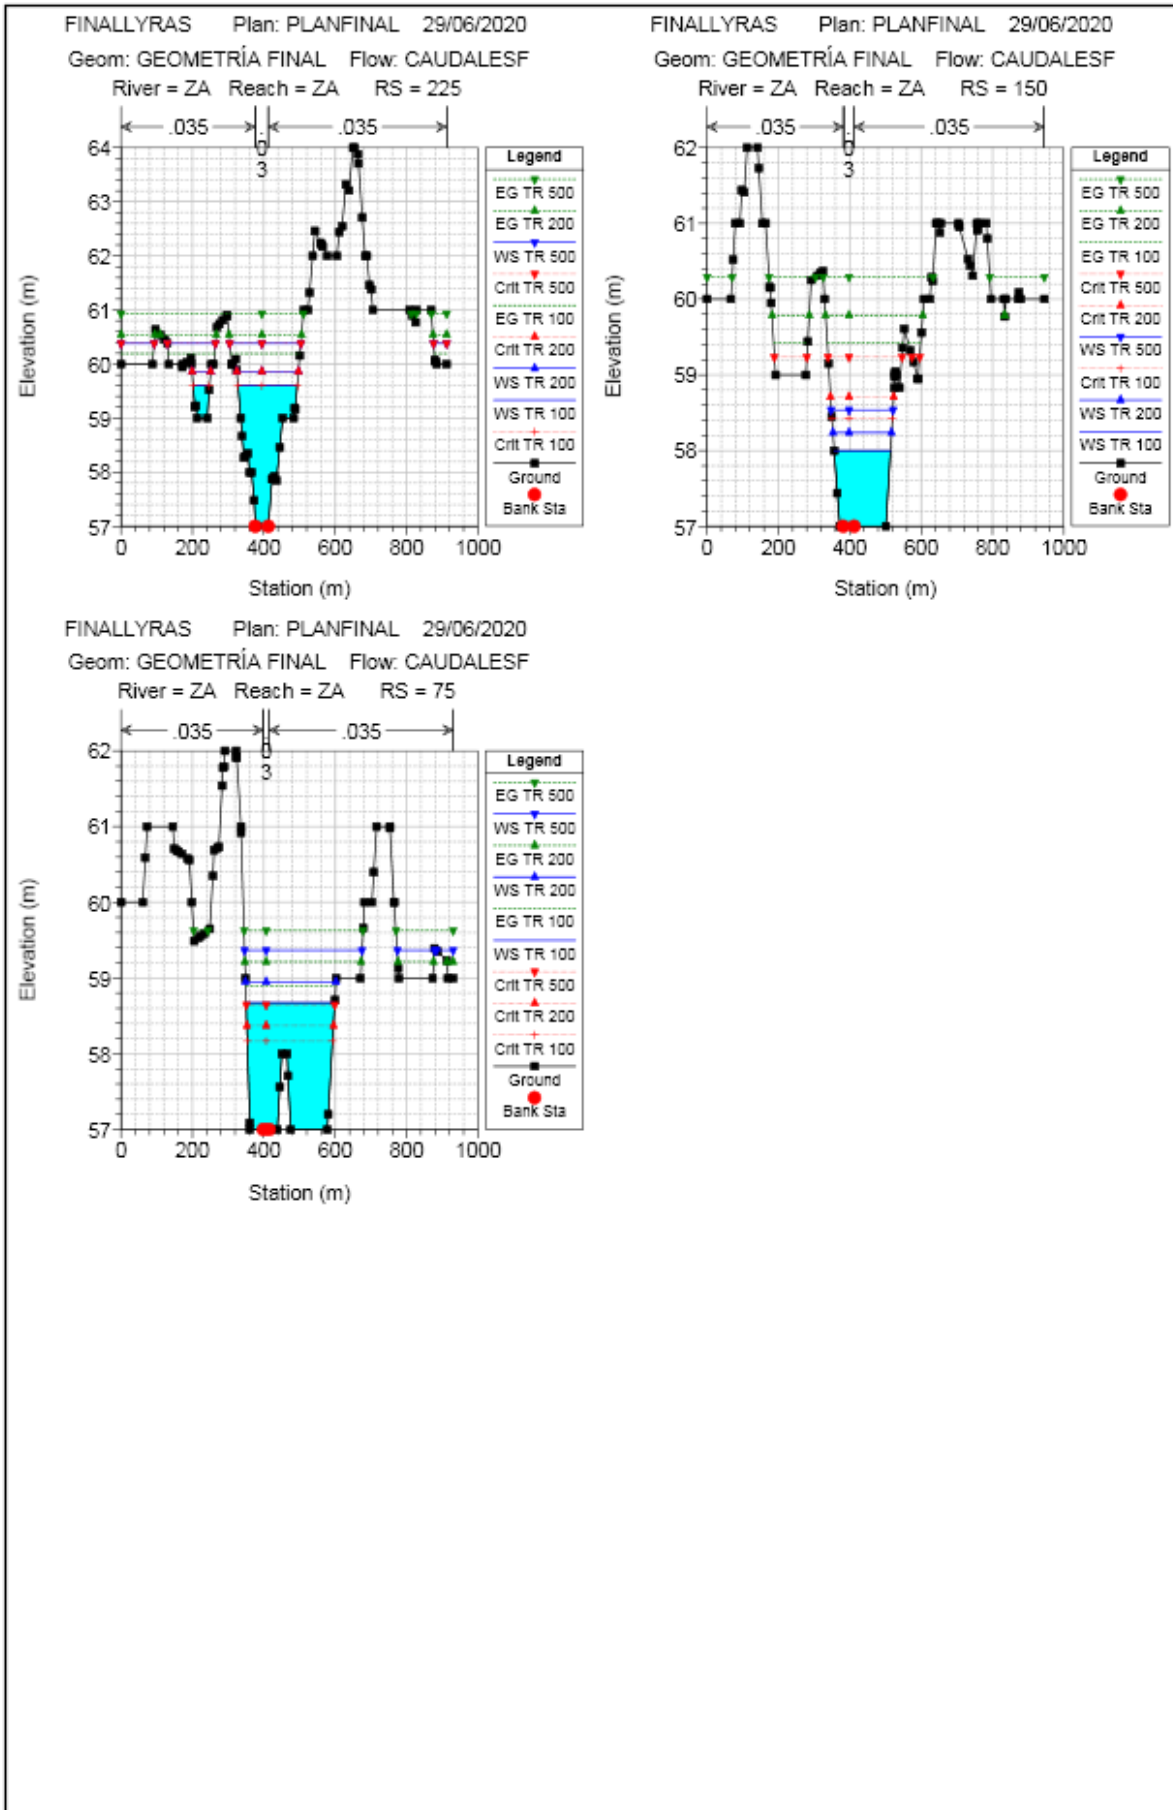 FINALLYRAS Plan: PLANFINAL 29/06/2020
Geom: GEOMETRÍA FINAL Flow: CAUDALESF
River = ZA Reach = ZA RS = 225
.035 .03 .035
64
63
62
61
60
59
58
57
Elevation (m)
0 200 400 600 800 1000
Station (m)
Legend
EG TR 500
EG TR 200
WS TR 500
Crit TR 500
EG TR 100
Crit TR 200
WS TR 200
WS TR 100
Crit TR 100
Ground
Bank Sta
FINALLYRAS Plan: PLANFINAL 29/06/2020
Geom: GEOMETRÍA FINAL Flow: CAUDALESF
River = ZA Reach = ZA RS = 150
.035 .03 .035
62
61
60
59
58
57
Elevation (m)
0 200 400 600 800 1000
Station (m)
Legend
EG TR 500
EG TR 200
EG TR 100
Crit TR 500
Crit TR 200
WS TR 500
Crit TR 100
WS TR 200
WS TR 100
Ground
Bank Sta
FINALLYRAS Plan: PLANFINAL 29/06/2020
Geom: GEOMETRÍA FINAL Flow: CAUDALESF
River = ZA Reach = ZA RS = 75
.035 .03 .035
62
61
60
59
58
57
Elevation (m)
0 200 400 600 800 1000
Station (m)
Legend
EG TR 500
WS TR 500
EG TR 200
WS TR 200
EG TR 100
WS TR 100
Crit TR 500
Crit TR 200
Crit TR 100
Ground
Bank Sta